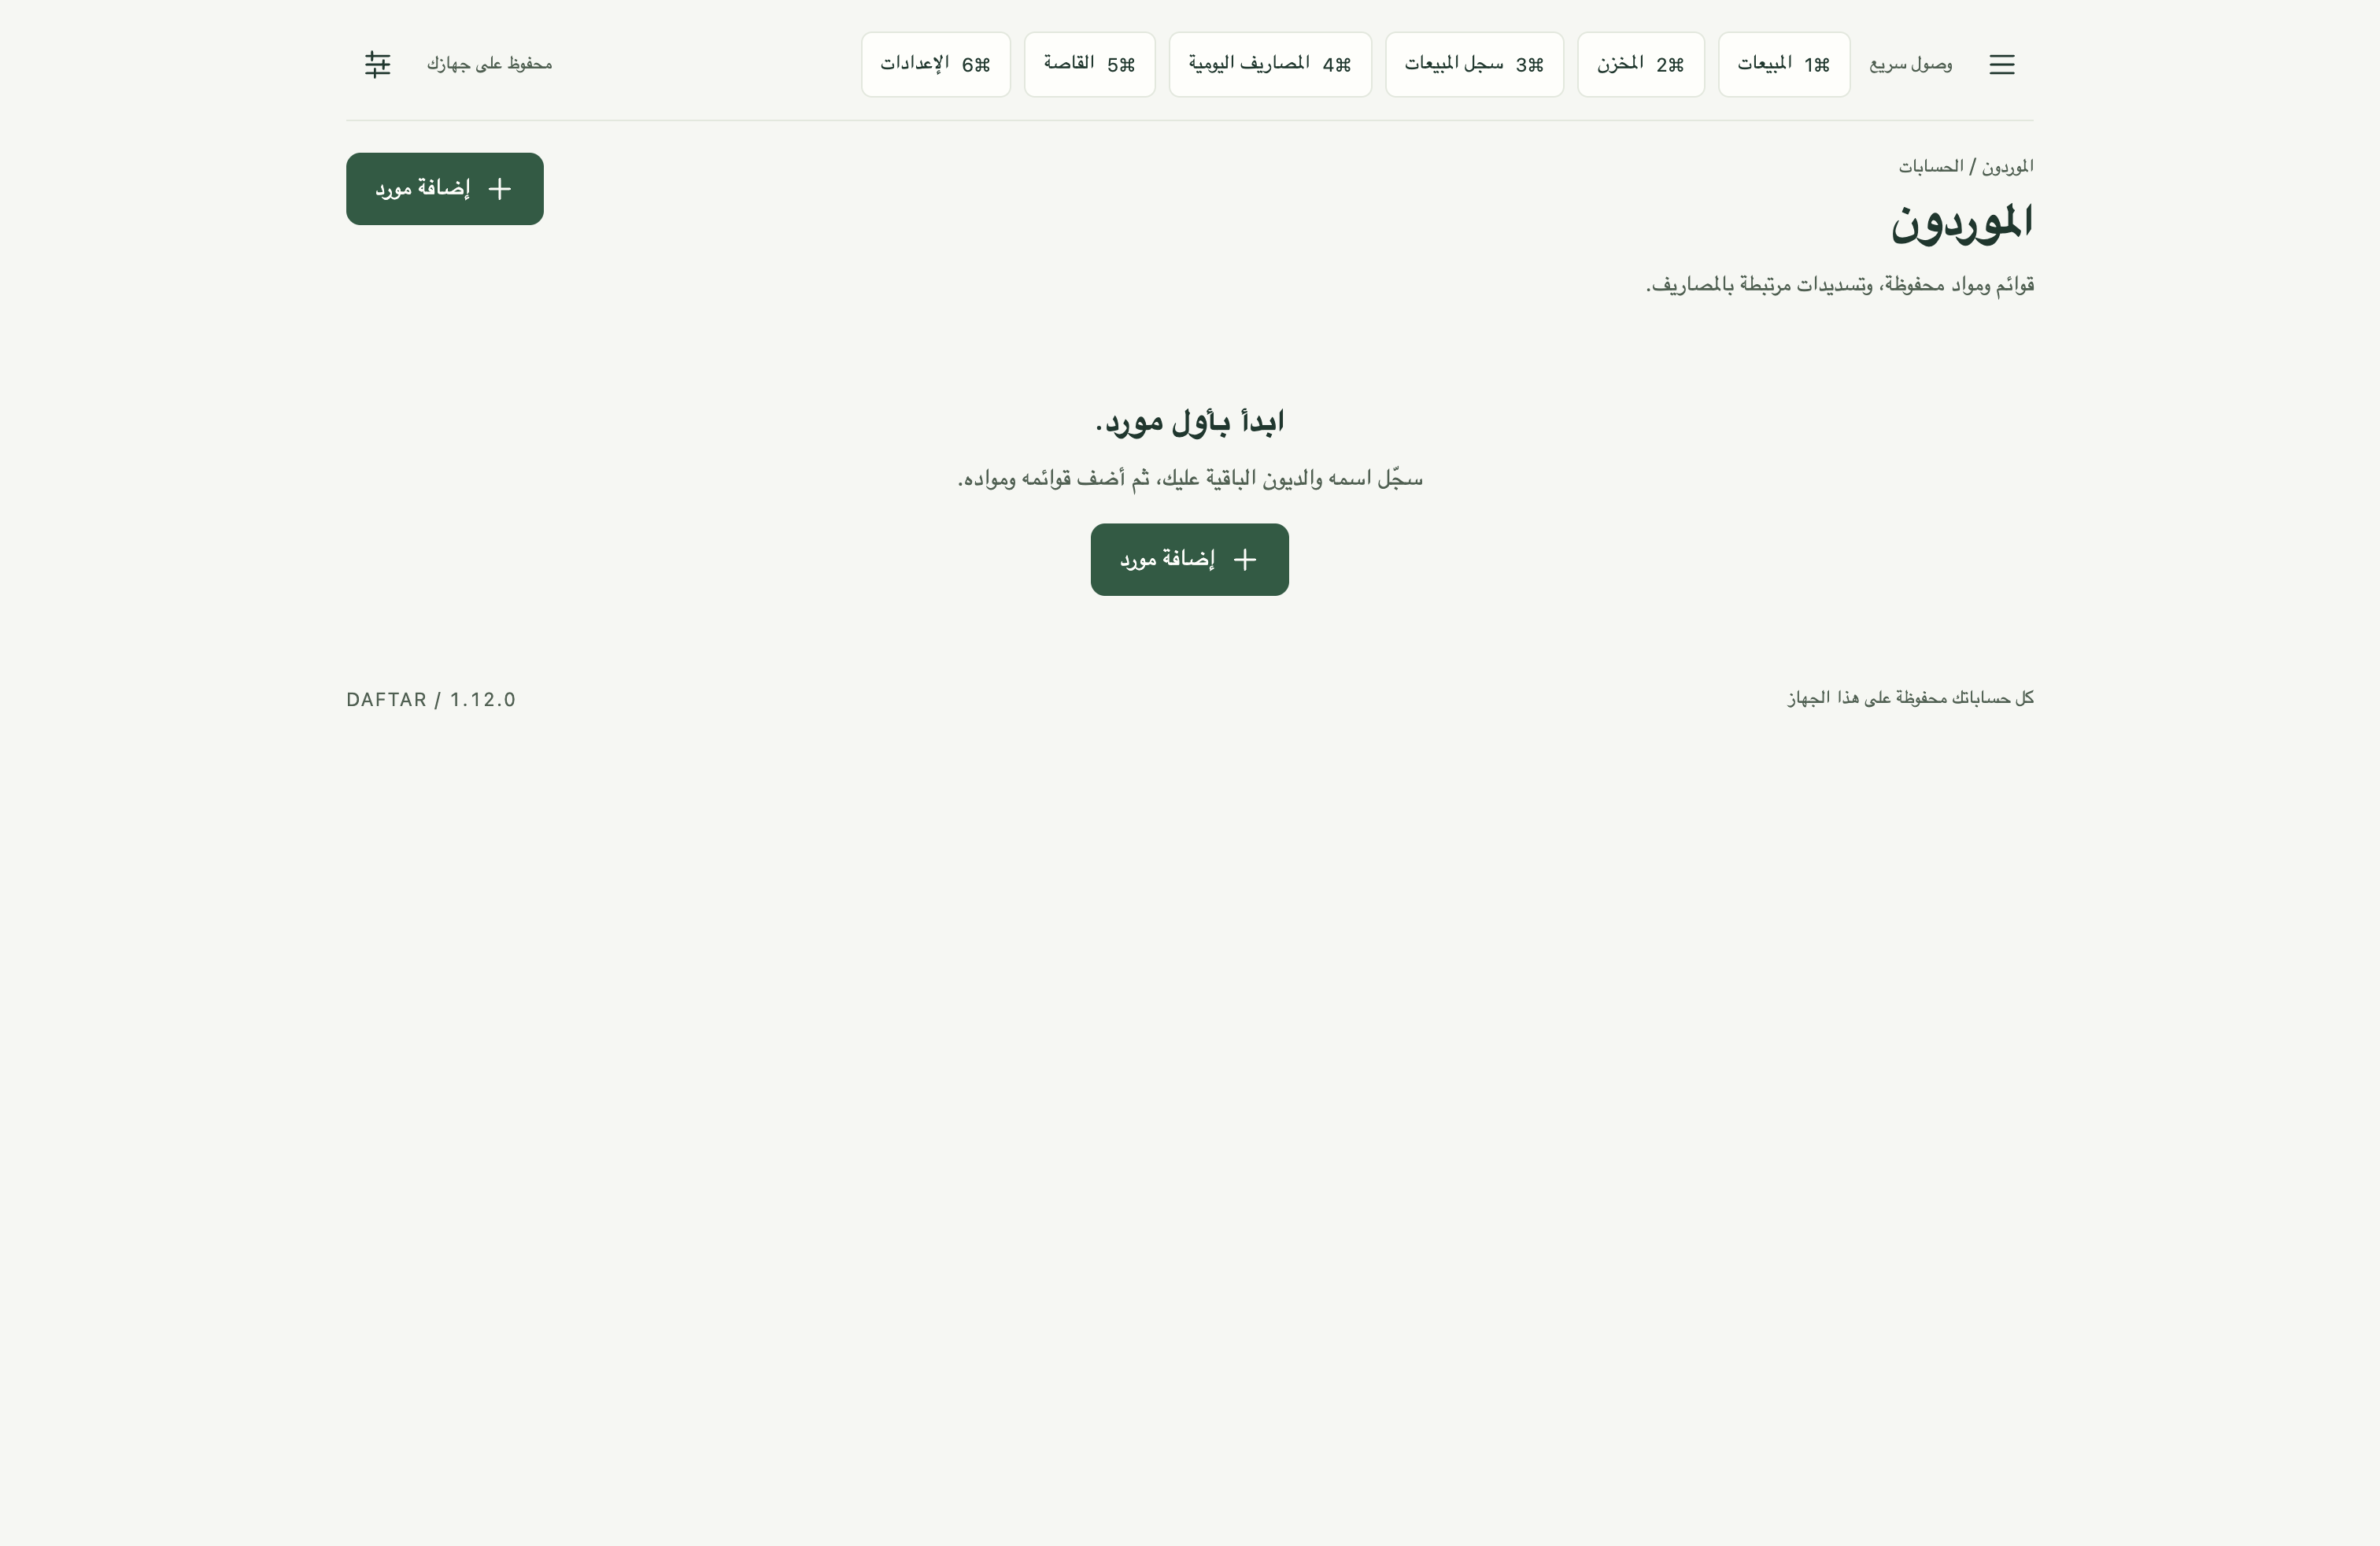 وصول سريع
⌘1 المبيعات
⌘2 المخزن
⌘3 سجل المبيعات
⌘4 المصاريف اليومية
⌘5 القاصة
⌘6 الإعدادات
محفوظ على جهازك
الموردون / الحسابات
الموردون
قوائم ومواد محفوظة، وتسديدات مرتبطة بالمصاريف.
إضافة مورد
ابدأ بأول مورد.
سجّل اسمه والديون الباقية عليك، ثم أضف قوائمه ومواده.
إضافة مورد
كل حساباتك محفوظة على هذا الجهاز
DAFTAR / 1.12.0